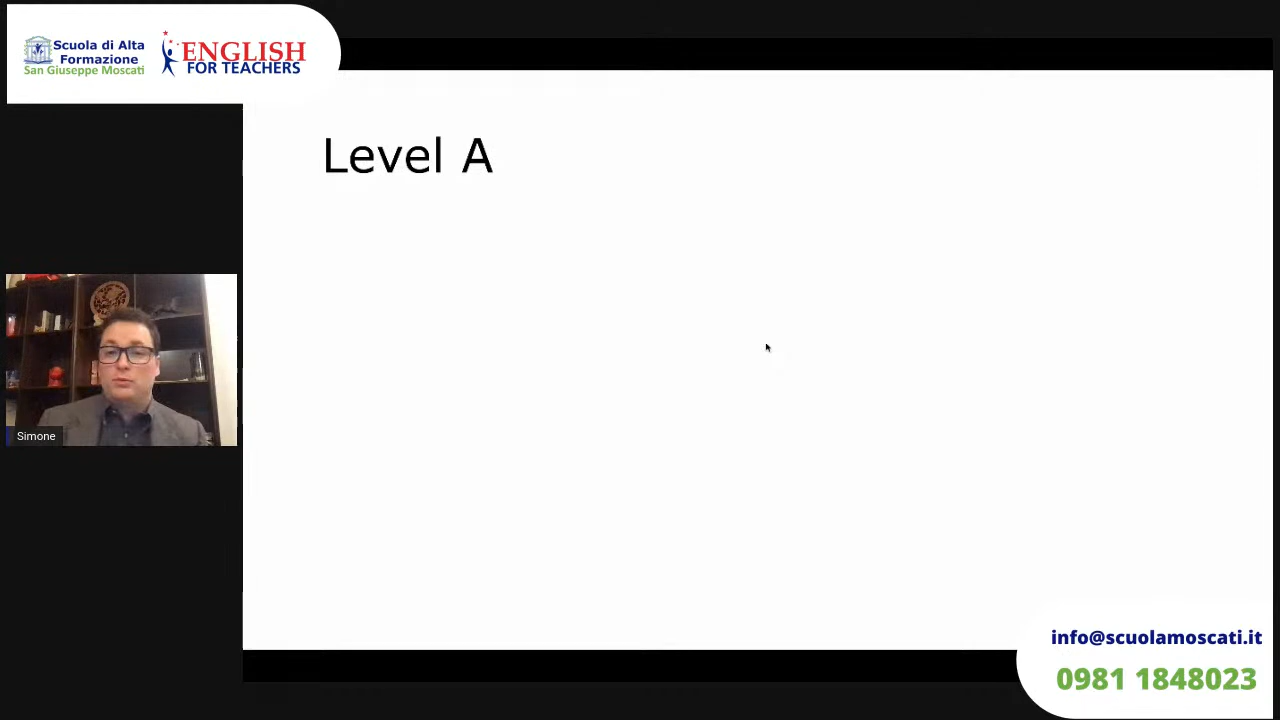 Scuola di Alta
Formazione
San Giuseppe Moscati
ENGLISH
FOR TEACHERS
Level A
Simone
info@scuolamoscati.it
0981 1848023